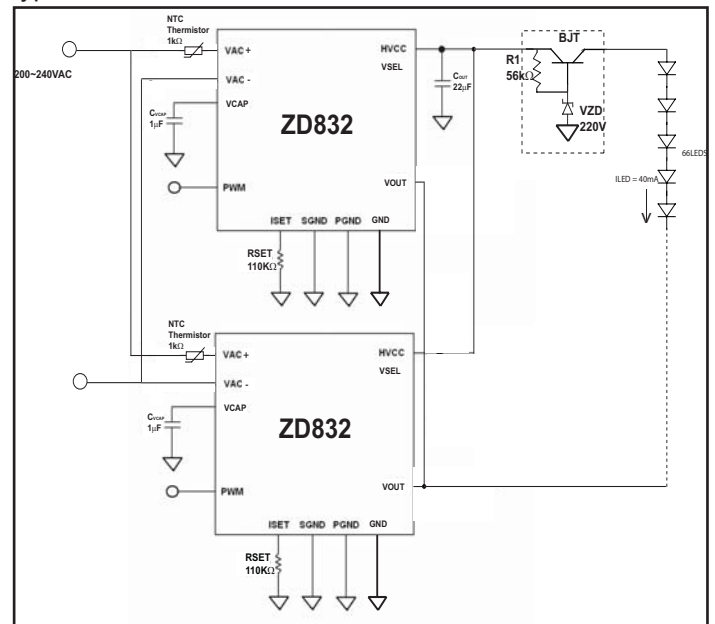 NTC
Thermistor
1kΩ
200~240VAC
VAC+
VAC -
VCAP
CVCAP
1µF
PWM
ZD832
HVCC
VSEL
VOUT
ISET SGND PGND GND
RSET
110KΩ
COUT
22µF
BJT
R1
56kΩ
VZD
220V
66LEDS
ILED = 40mA
NTC
Thermistor
1kΩ
VAC+
VAC -
VCAP
CVCAP
1µF
PWM
ZD832
HVCC
VSEL
VOUT
ISET SGND PGND GND
RSET
110KΩ